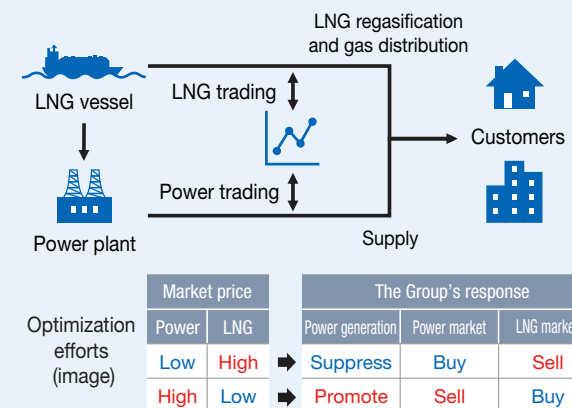 LNG regasification
and gas distribution
LNG vessel
LNG trading
Customers
Power trading
Power plant
Supply
Optimization
efforts
(image)
Market price The Group's response
Power LNG Power generation Power market LNG marke
Low High Suppress Buy Sell
High Low Promote Sell Buy